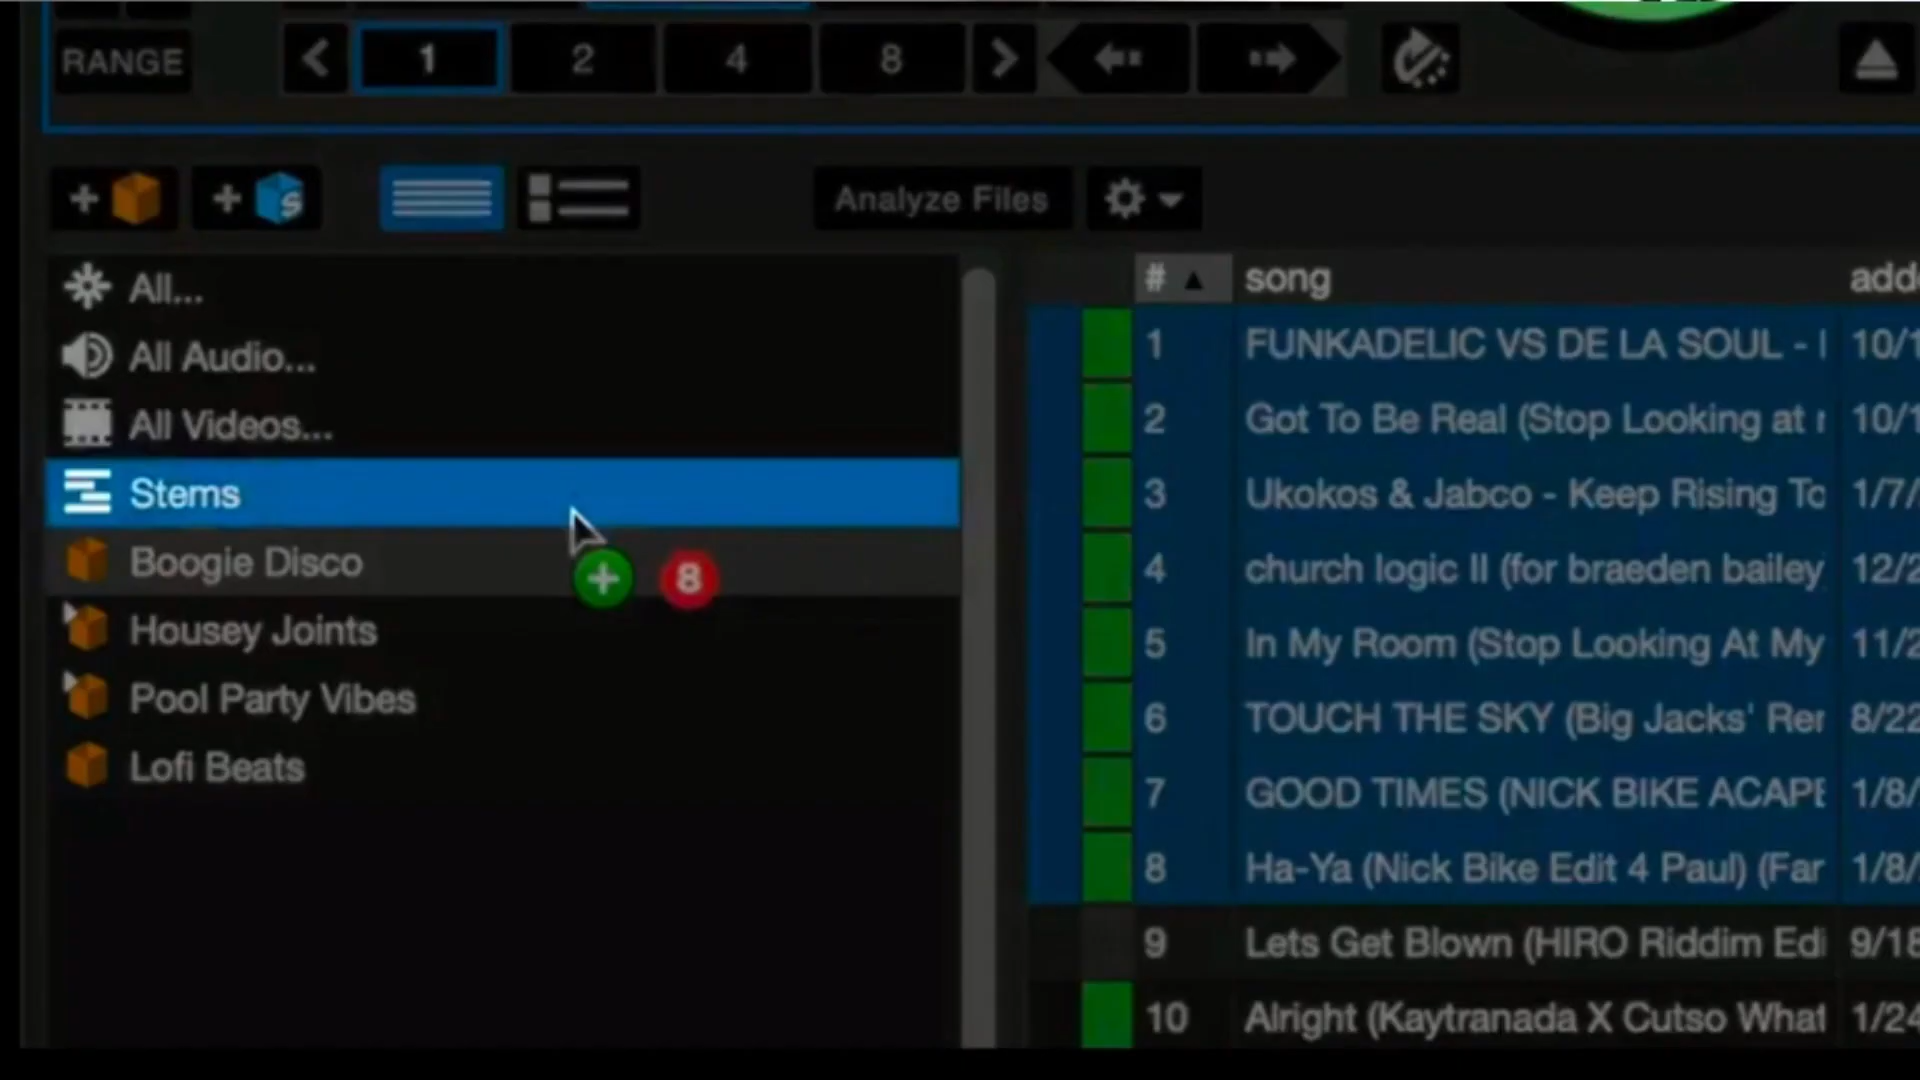 RANGE
1
2
4
8
Analyze Files
All...
All Audio...
All Videos...
Stems
Boogie Disco
8
Housey Joints
Pool Party Vibes
Lofi Beats
# song
1 FUNKADELIC VS DE LA SOUL - 10/1
2 Got To Be Real (Stop Looking at 10/1
3 Ukokos & Jabco - Keep Rising To 1/7/
4 church logic II (for braeden bailey 12/2
5 In My Room (Stop Looking At My 11/2
6 TOUCH THE SKY (Big Jacks' Rer 8/22
7 GOOD TIMES (NICK BIKE ACAPE 1/8/
8 Ha-Ya (Nick Bike Edit 4 Paul) (Far 1/8/
9 Lets Get Blown (HIRO Riddim Edi 9/18
10 Alright (Kaytranada X Cutso What 1/24